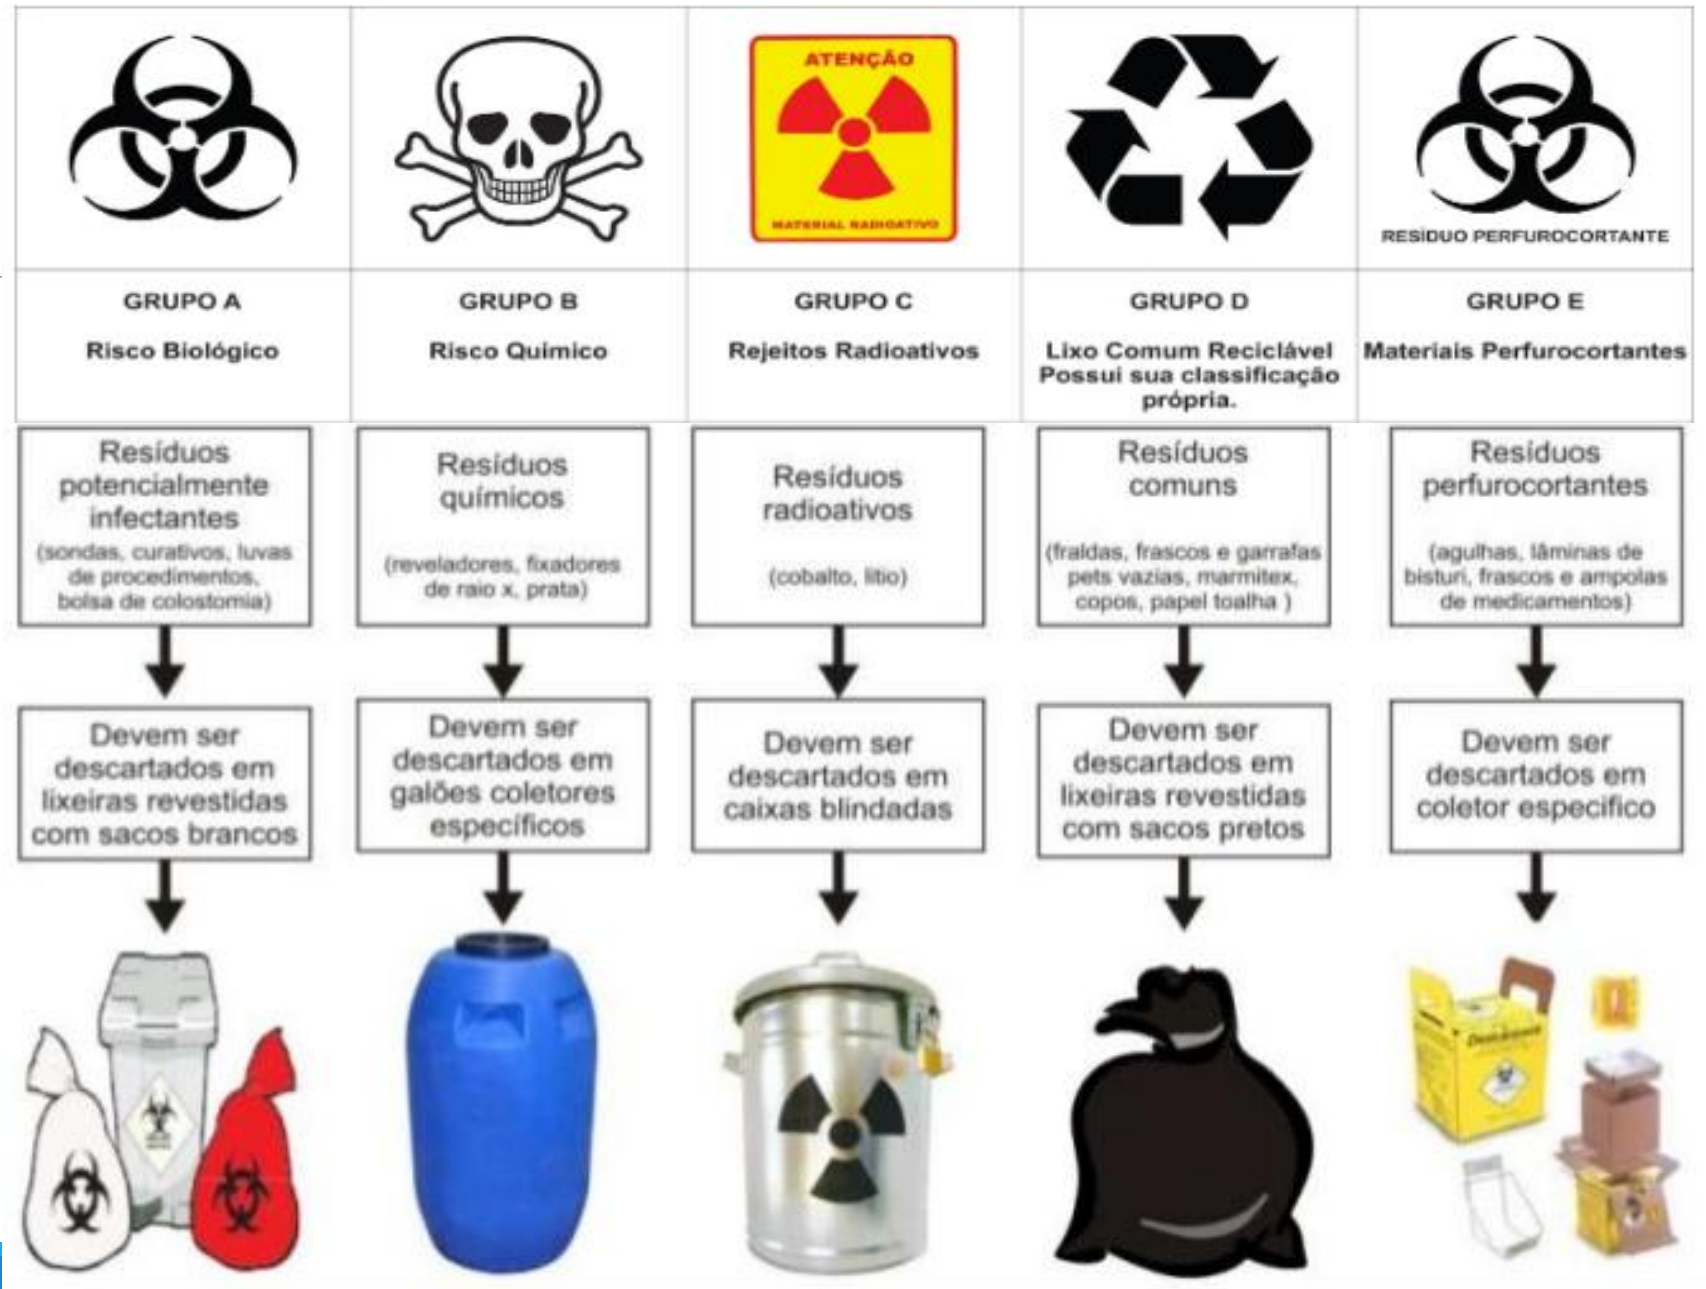 ATENÇÃO
MATERIAL RADIOATIVO
RESÍDUO PERFUROCORTANTE
GRUPO A
Risco Biológico
GRUPO B
Risco Químico
GRUPO C
Rejeitos Radioativos
GRUPO D
Lixo Comum Reciclável
Possui sua classificação
própria.
GRUPO E
Materiais Perfurocortantes
Resíduos
potencialmente
infectantes
(sondas, curativos, luvas
de procedimentos,
bolsa de colostomia)
Resíduos
químicos
(reveladores, fixadores
de raio x, prata)
Resíduos
radioativos
(cobalto, lítio)
Resíduos
comuns
(fraldas, frascos e garrafas
pets vazias, marmitex,
copos, papel toalha )
Resíduos
perfurocortantes
(agulhas, lâminas de
bisturi, frascos e ampolas
de medicamentos)
Devem ser
descartados em
lixeiras revestidas
com sacos brancos
Devem ser
descartados em
galões coletores
específicos
Devem ser
descartados em
caixas blindadas
Devem ser
descartados em
lixeiras revestidas
com sacos pretos
Devem ser
descartados em
coletor especifico